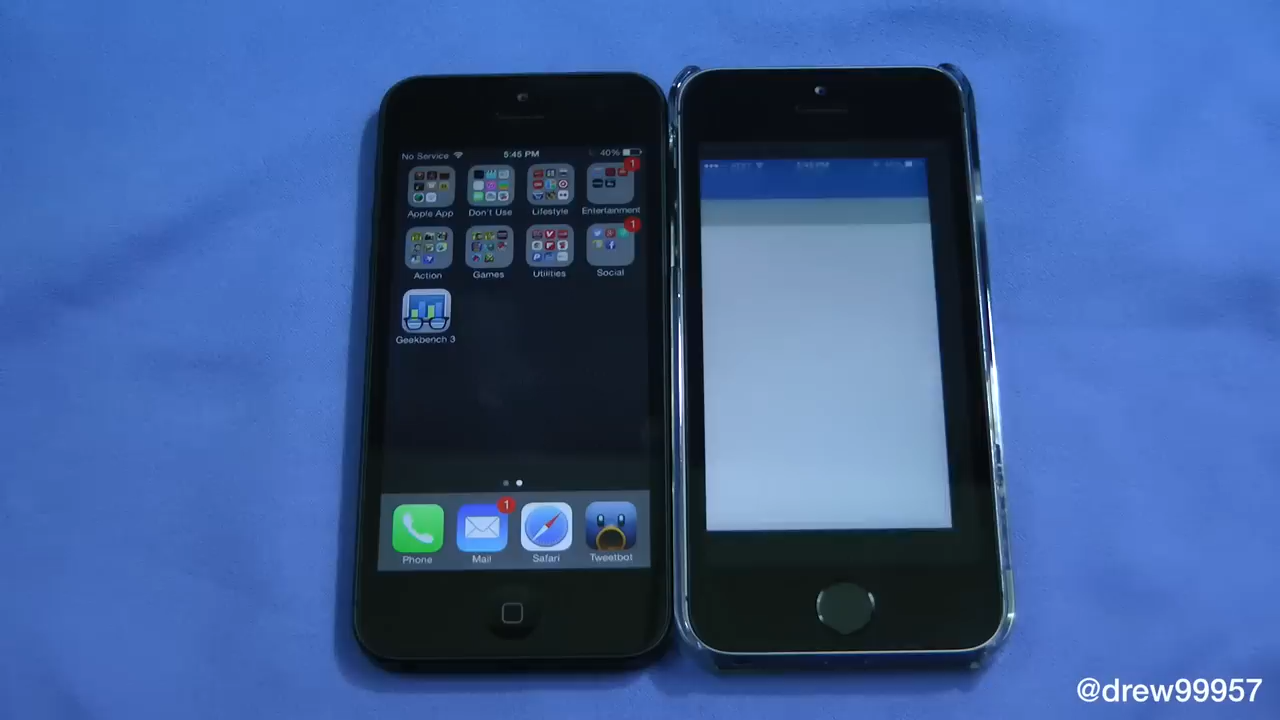 No Service 5:45 PM 40%
1
Apple App Don't Use Lifestyle Entertainment
1
Action Games Utilities Social
Geekbench 3
1
Phone Mail Safari Tweetbot
@drew99957